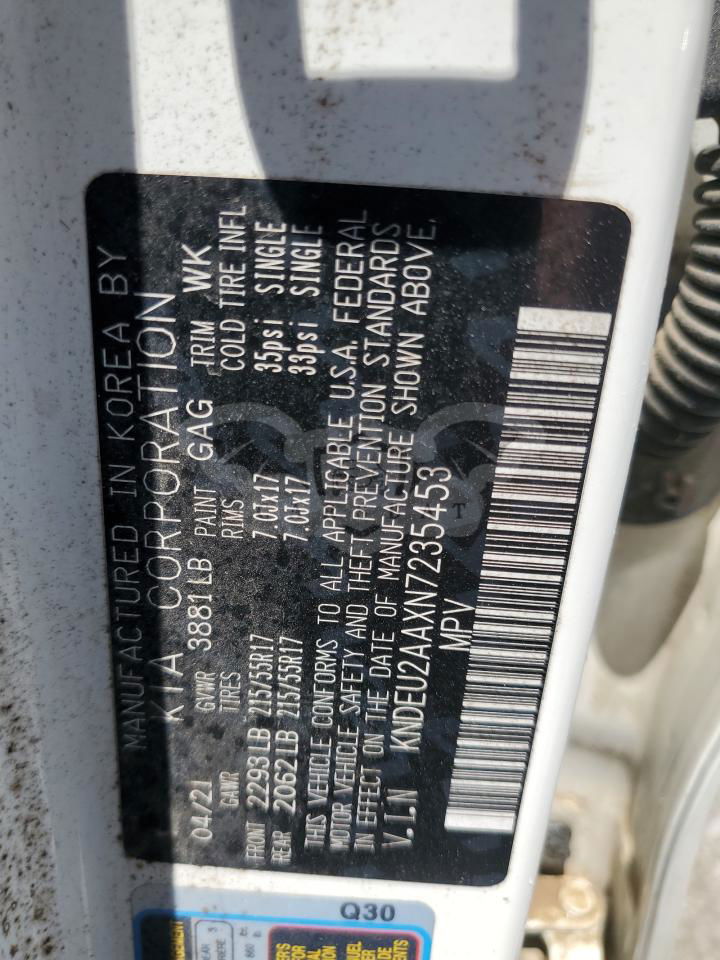 MANUFACTURED IN KOREA BY
KIA CORPORATION
04/21 GVWR 3881LB PAINT GAG TRIM WK
GAWR TIRES RIMS COLD TIRE INFL
FRONT 2293LB 215/55R17 7.0Jx17 35psi SINGLE
REAR 2062LB 215/55R17 7.0Jx17 33psi SINGLE
THIS VEHICLE CONFORMS TO ALL APPLICABLE U.S.A. FEDERAL
MOTOR VEHICLE SAFETY AND THEFT PREVENTION STANDARDS
IN EFFECT ON THE DATE OF MANUFACTURE SHOWN ABOVE.
V.I.N KNDEU2AAXN7235453
MPV
T
Q30